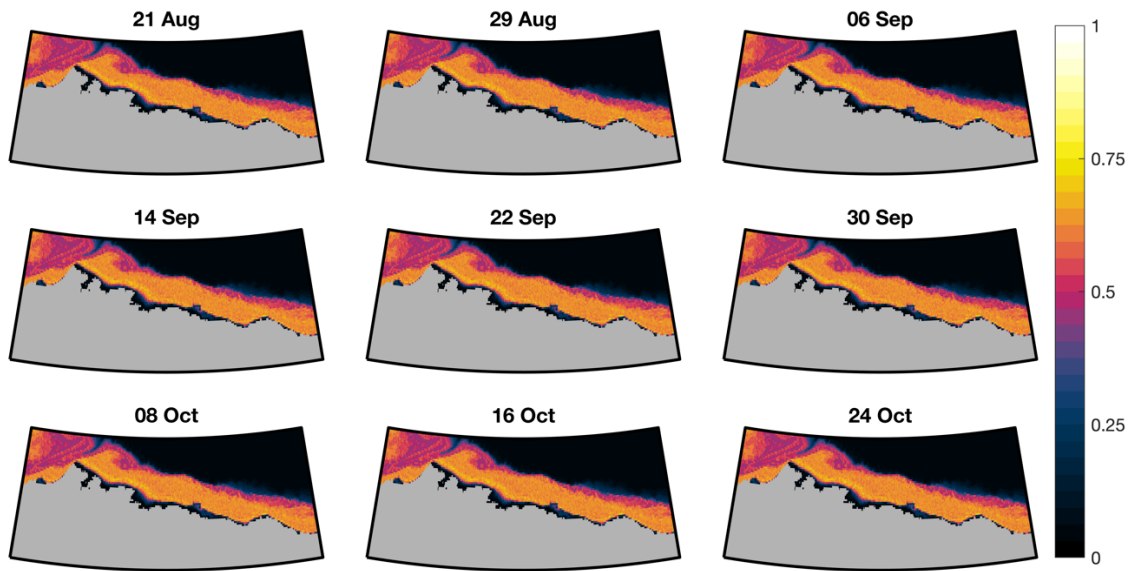 21 Aug
29 Aug
06 Sep
14 Sep
22 Sep
30 Sep
08 Oct
16 Oct
24 Oct
1
0.75
0.5
0.25
0